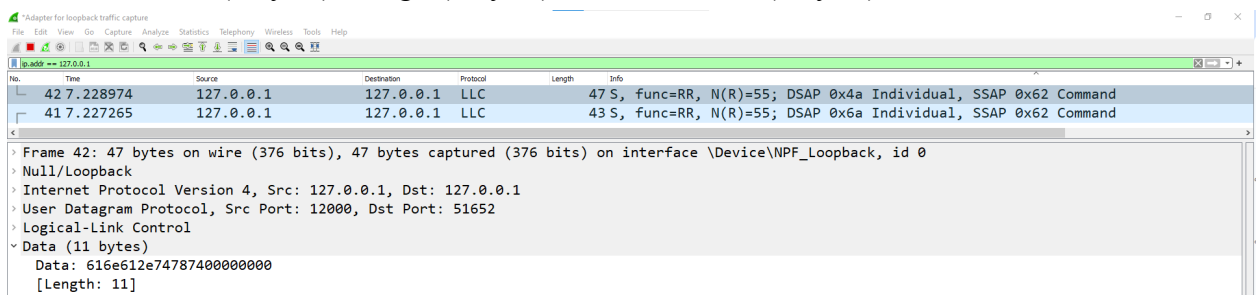 *Adapter for loopback traffic capture
File Edit View Go Capture Analyze Statistics Telephony Wireless Tools Help
ip.addr == 127.0.0.1
No. Time Source Destination Protocol Length Info
42 7.228974 127.0.0.1 127.0.0.1 LLC 47 S, func=RR, N(R)=55; DSAP 0x4a Individual, SSAP 0x62 Command
41 7.227265 127.0.0.1 127.0.0.1 LLC 43 S, func=RR, N(R)=55; DSAP 0x6a Individual, SSAP 0x62 Command
Frame 42: 47 bytes on wire (376 bits), 47 bytes captured (376 bits) on interface \Device\NPF_Loopback, id 0
Null/Loopback
Internet Protocol Version 4, Src: 127.0.0.1, Dst: 127.0.0.1
User Datagram Protocol, Src Port: 12000, Dst Port: 51652
Logical-Link Control
Data (11 bytes)
Data: 616e612e74787400000000
[Length: 11]